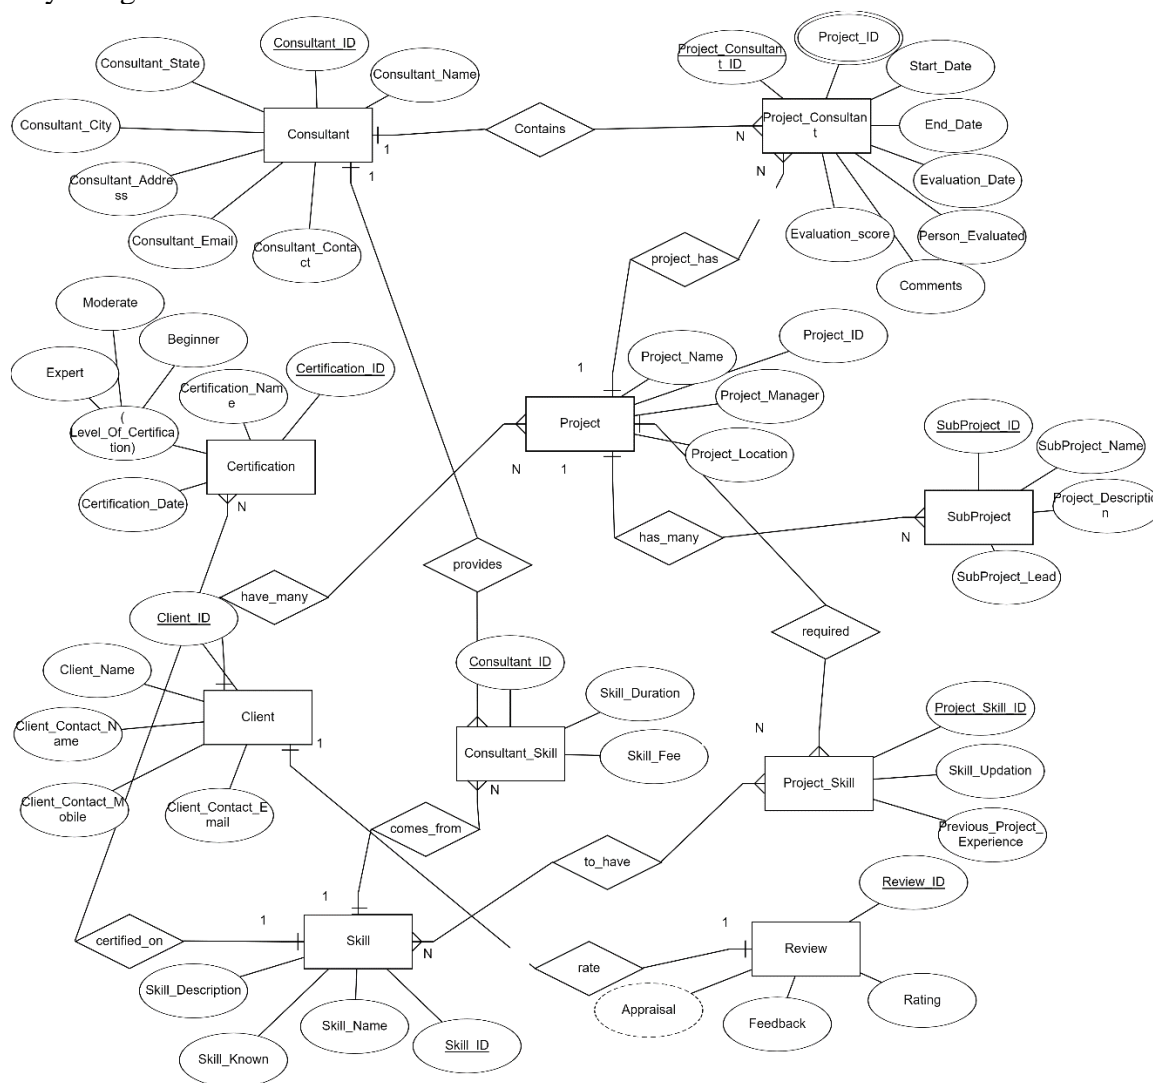 Consultant_ID
Project_ID
Project_Consultan
t_ID
Consultant_State
Consultant_Name
Start_Date
Consultant_City
Consultant
Contains
Project_Consultan
t
End_Date
1
N
1
N
Consultant_Addre
ss
Evaluation_Date
Consultant_Email
Consultant_Conta
ct
Evaluation_score
Person_Evaluated
project_has
Comments
Moderate
Beginner
Project_ID
Expert
Certification_Nam
e
Certification_ID
1
Project_Name
Project_Manager
(
Level_Of_Certifica
tion)
Project
SubProject_ID
SubProject_Name
Certification
N
1
Project_Location
Certification_Date
N
Project_Descriptio
n
SubProject
has_many
N
provides
SubProject_Lead
have_many
Client_ID
required
Client_Name
Consultant_ID
Skill_Duration
Client
Project_Skill_ID
Client_Contact_N
ame
1
N
Consultant_Skill
Skill_Fee
Skill_Updation
Project_Skill
N
Client_Contact_M
obile
Client_Contact_E
mail
comes_from
Previous_Project_
Experience
to_have
Review_ID
1
1
1
certified_on
Skill
N
Review
rate
Skill_Description
Appraisal
Rating
Skill_Name
Feedback
Skill_Known
Skill_ID